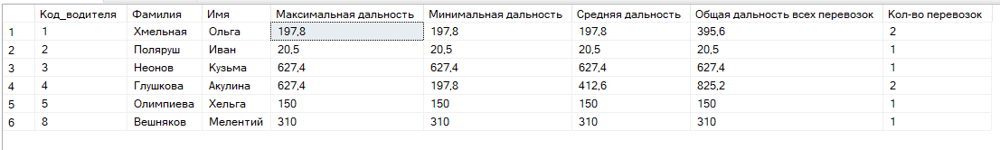 Код_водителя Фамилия Имя Максимальная дальность Минимальная дальность Средняя дальность Общая дальность всех перевозок Кол-во перевозок
1 1 Хмельная Ольга 197,8 197,8 197,8 395,6 2
2 2 Поляруш Иван 20,5 20,5 20,5 20,5 1
3 3 Неонов Кузьма 627,4 627,4 627,4 627,4 1
4 4 Глушкова Акулина 627,4 197,8 412,6 825,2 2
5 5 Олимпиева Хельга 150 150 150 150 1
6 8 Вешняков Мелентий 310 310 310 310 1